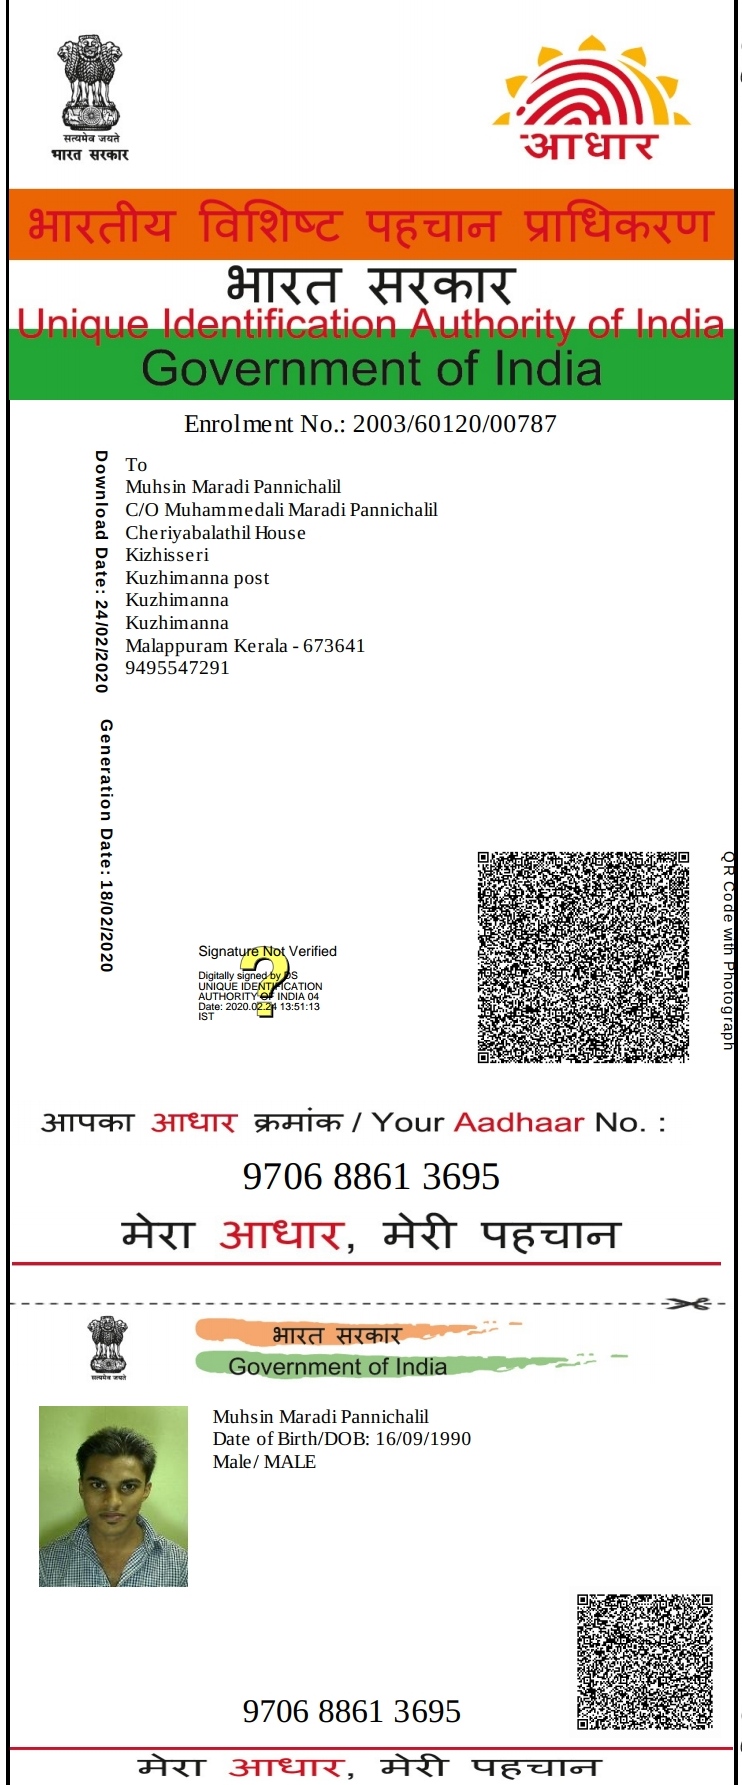 सत्यमेव जयते
भारत सरकार
आधार
भारतीय विशिष्ट पहचान प्राधिकरण
भारत सरकार
Unique Identification Authority of India
Government of India
Enrolment No.: 2003/60120/00787
Download Date: 24/02/2020
To
Muhsin Maradi Pannichalil
C/O Muhammedali Maradi Pannichalil
Cheriyabalathil House
Kizhisseri
Kuzhimanna post
Kuzhimanna
Kuzhimanna
Malappuram Kerala - 673641
9495547291
Generation Date: 18/02/2020
QR Code with Photograph
Signature Not Verified
Digitally signed by DS
UNIQUE IDENTIFICATION
AUTHORITY OF INDIA 04
Date: 2020.02.24 13:51:13
IST
आपका आधार क्रमांक / Your Aadhaar No. :
9706 8861 3695
मेरा आधार, मेरी पहचान
सत्यमेव जयते
भारत सरकार
Government of India
Muhsin Maradi Pannichalil
Date of Birth/DOB: 16/09/1990
Male/ MALE
9706 8861 3695
मेरा आधार, मेरी पहचान